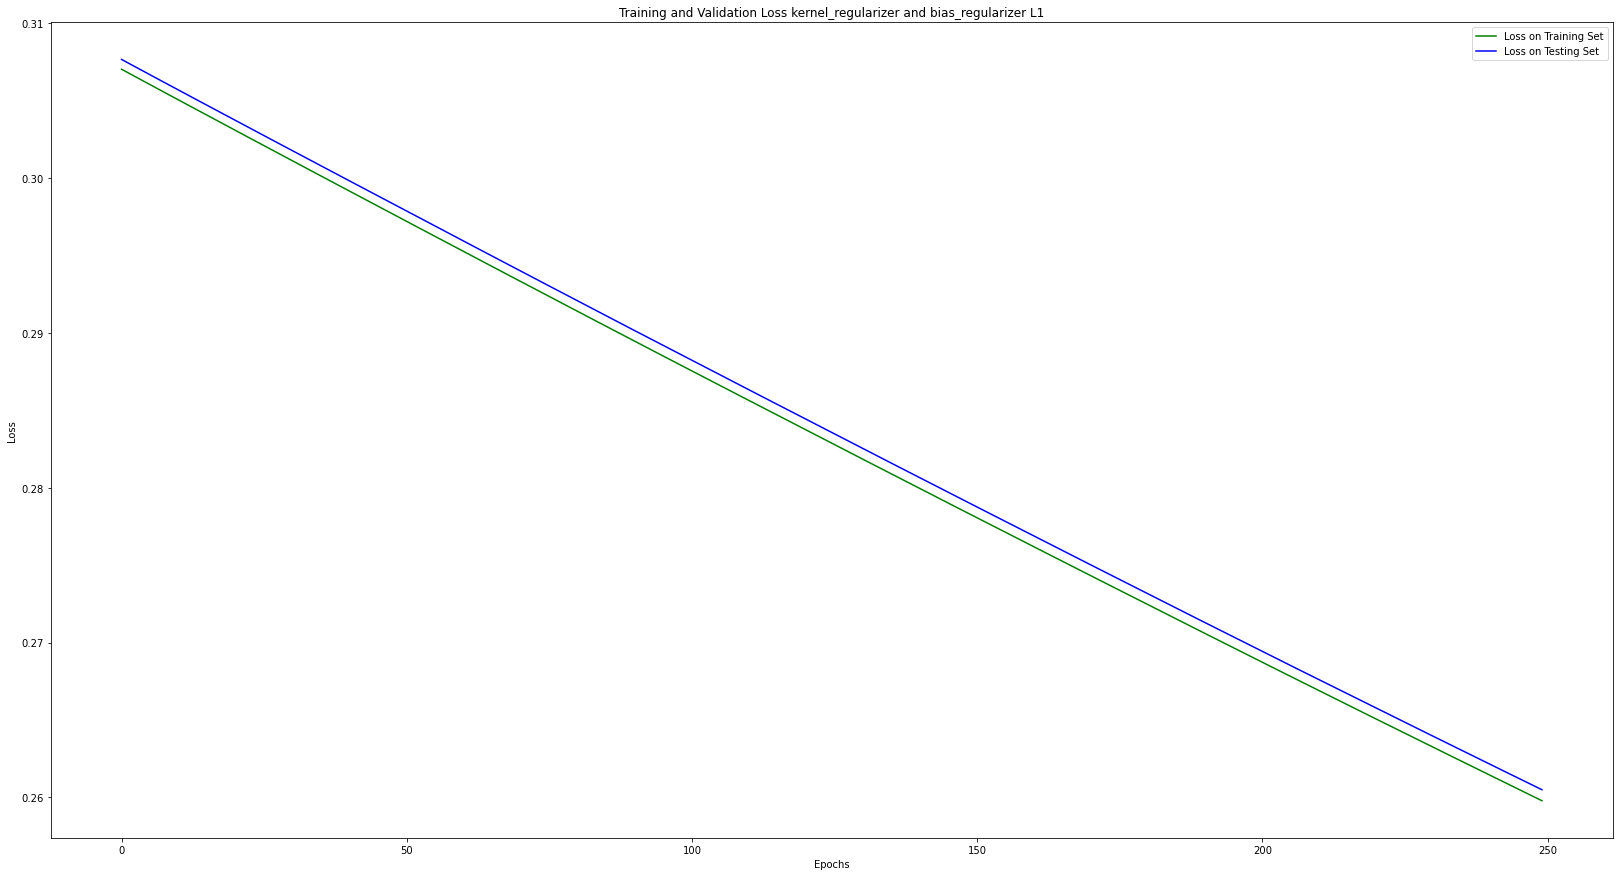 Training and Validation Loss kernel_regularizer and bias_regularizer L1
Loss on Training Set
Loss on Testing Set
0.31
0.30
0.29
0.28
0.27
0.26
Loss
0
50
100
150
200
250
Epochs